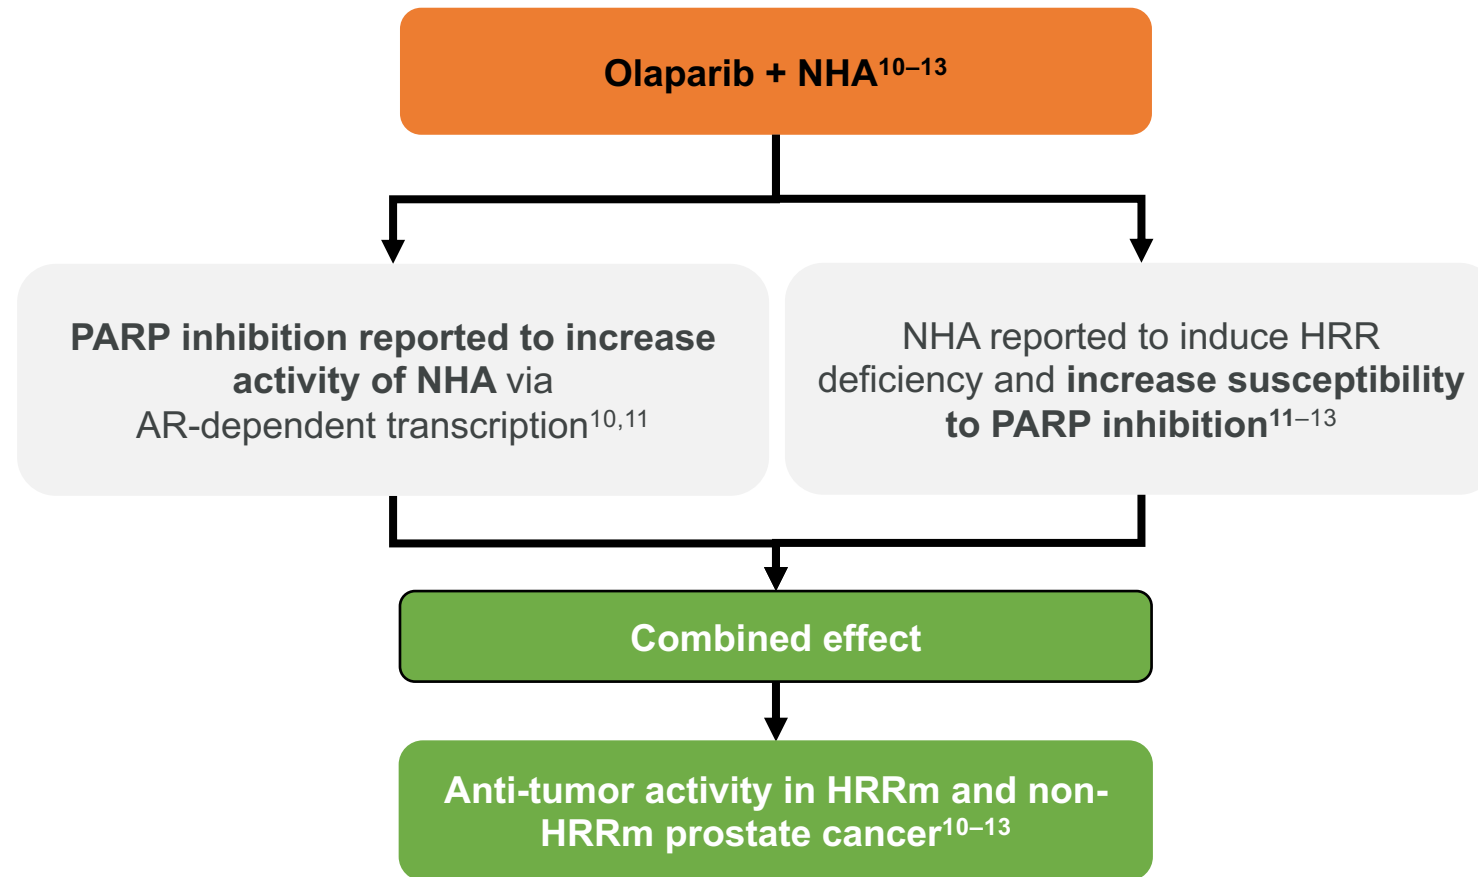 Olaparib + NHA¹⁰⁻¹³
PARP inhibition reported to increase
activity of NHA via
AR-dependent transcription¹⁰,¹¹
NHA reported to induce HRR
deficiency and increase susceptibility
to PARP inhibition¹¹⁻¹³
Combined effect
Anti-tumor activity in HRRm and non-
HRRm prostate cancer¹⁰⁻¹³